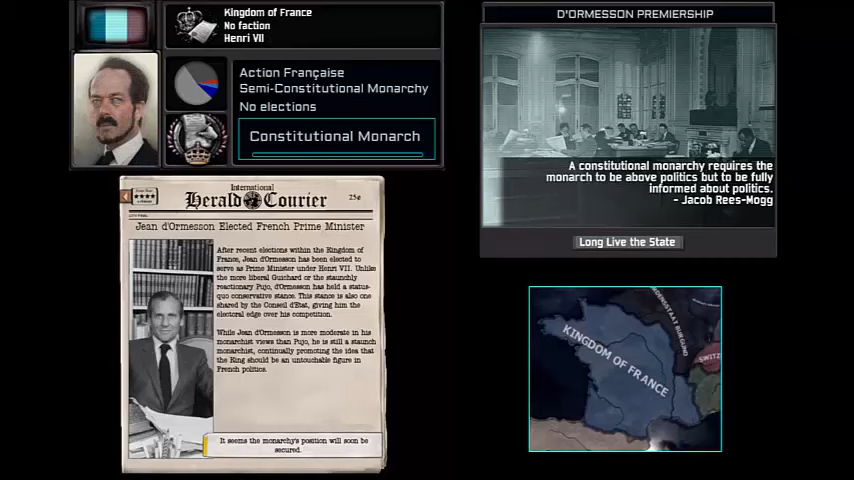 Kingdom of France
No faction
Henri VII
Action Française
Semi-Constitutional Monarchy
No elections
Constitutional Monarch
International
Herald Courier
25¢
Jean d'Ormesson Elected French Prime Minister
After recent elections within the Kingdom of
France, Jean d'Ormesson has been elected to
serve as Prime Minister under Henri VII. Unlike
the more liberal Guichard or the staunchly
reactionary Pujo, d'Ormesson has held a status-
quo conservative stance. This stance is also one
shared by the Conseil d'Etat, giving him the
electoral edge over his competition.
While Jean d'Ormesson is more moderate in his
monarchist views than Pujo, he is still a staunch
monarchist, continually promoting the idea that
the King should be an untouchable figure in
French politics.
It seems the monarchy's position will soon be
secured.
D'ORMESSON PREMIERSHIP
A constitutional monarchy requires the
monarch to be above politics but to be fully
informed about politics.
- Jacob Rees-Mogg
Long Live the State
KINGDOM OF FRANCE
BURGUND
SWITZ